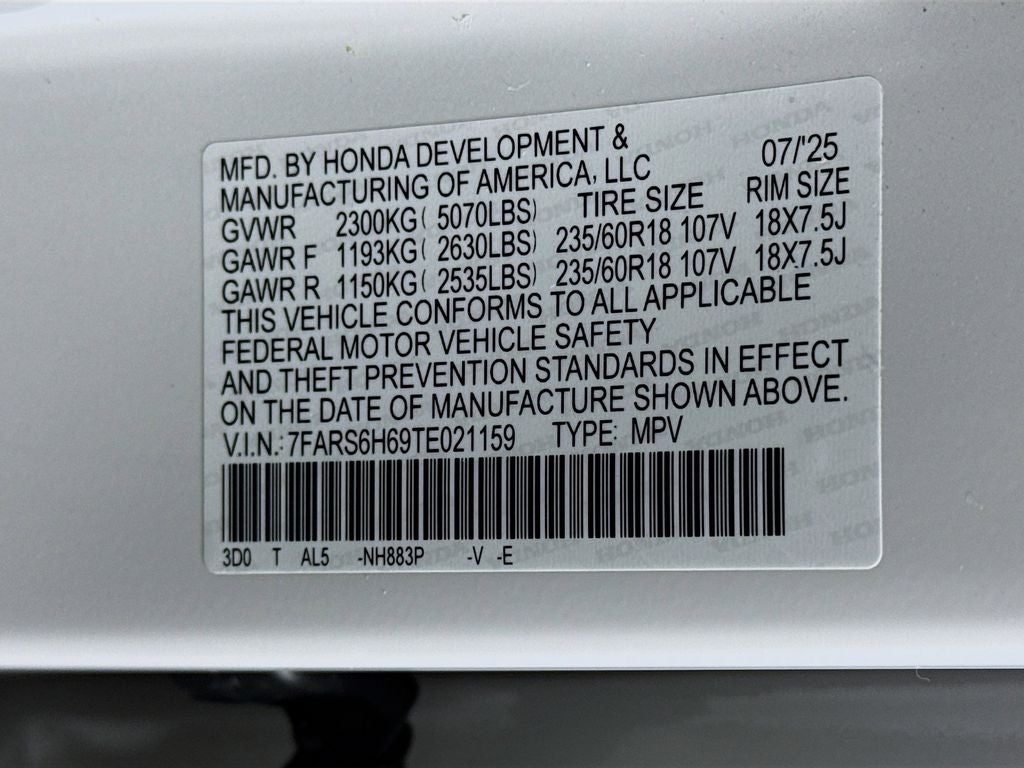 MFD. BY HONDA DEVELOPMENT & 07/'25
MANUFACTURING OF AMERICA, LLC
TIRE SIZE RIM SIZE
GVWR 2300KG( 5070LBS)
GAWR F 1193KG( 2630LBS) 235/60R18 107V 18X7.5J
GAWR R 1150KG( 2535LBS) 235/60R18 107V 18X7.5J
THIS VEHICLE CONFORMS TO ALL APPLICABLE
FEDERAL MOTOR VEHICLE SAFETY
AND THEFT PREVENTION STANDARDS IN EFFECT
ON THE DATE OF MANUFACTURE SHOWN ABOVE.
V.I.N.: 7FARS6H69TE021159 TYPE: MPV
3D0 T AL5 -NH883P -V -E